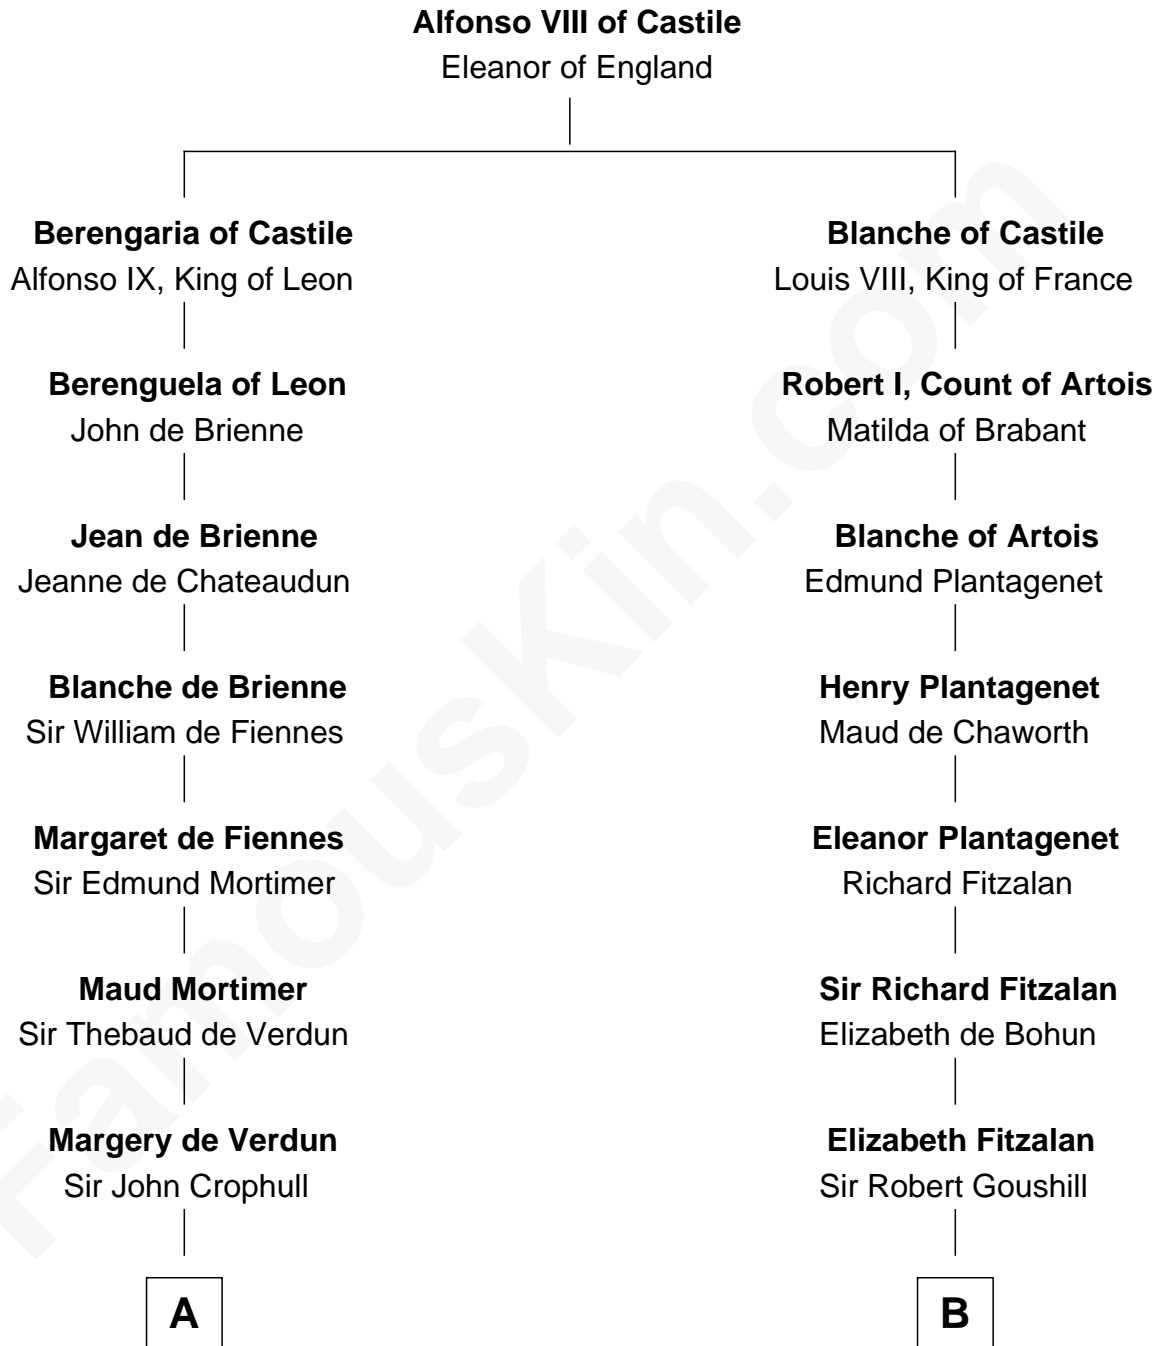 Alfonso VIII of Castile
Eleanor of England
Berengaria of Castile
Alfonso IX, King of Leon
Blanche of Castile
Louis VIII, King of France
Berenguela of Leon
John de Brienne
Robert I, Count of Artois
Matilda of Brabant
Jean de Brienne
Jeanne de Chateaudun
Blanche of Artois
Edmund Plantagenet
Blanche de Brienne
Sir William de Fiennes
Henry Plantagenet
Maud de Chaworth
Margaret de Fiennes
Sir Edmund Mortimer
Eleanor Plantagenet
Richard Fitzalan
Maud Mortimer
Sir Thebaud de Verdun
Sir Richard Fitzalan
Elizabeth de Bohun
Margery de Verdun
Sir John Crophull
Elizabeth Fitzalan
Sir Robert Goushill
A
B
FamousKin.com